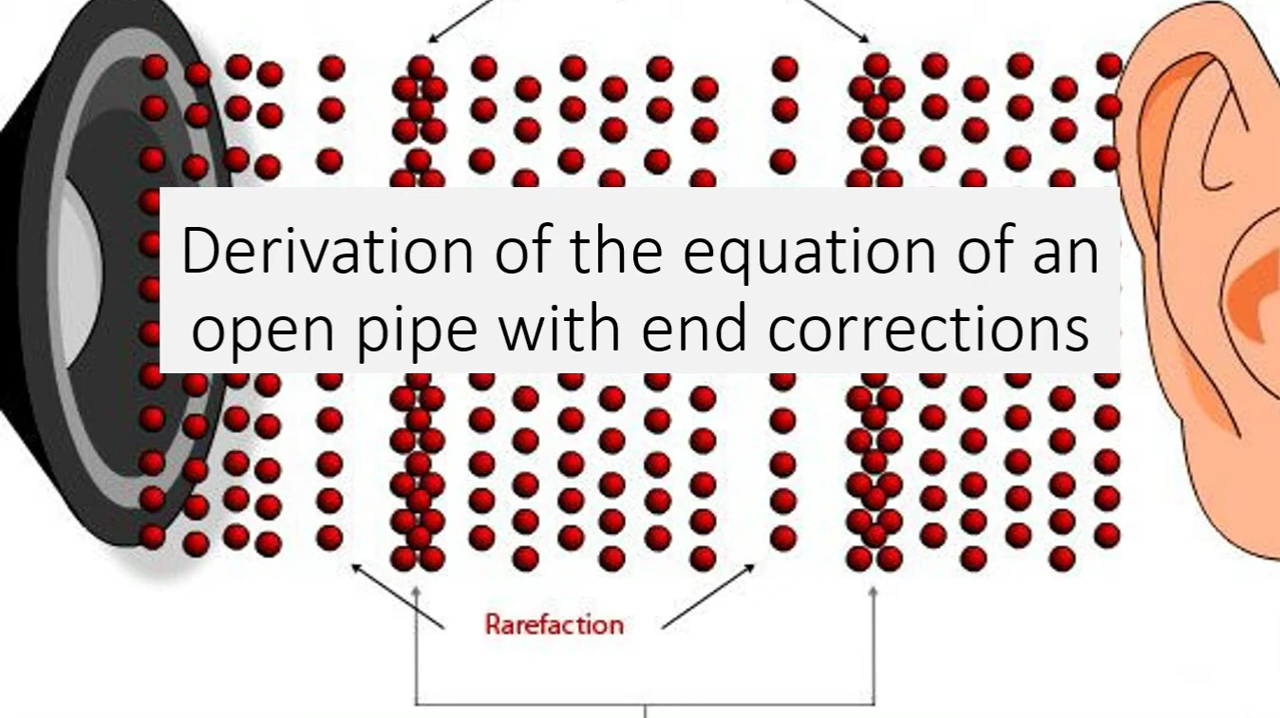 Derivation of the equation of an
open pipe with end corrections
Rarefaction